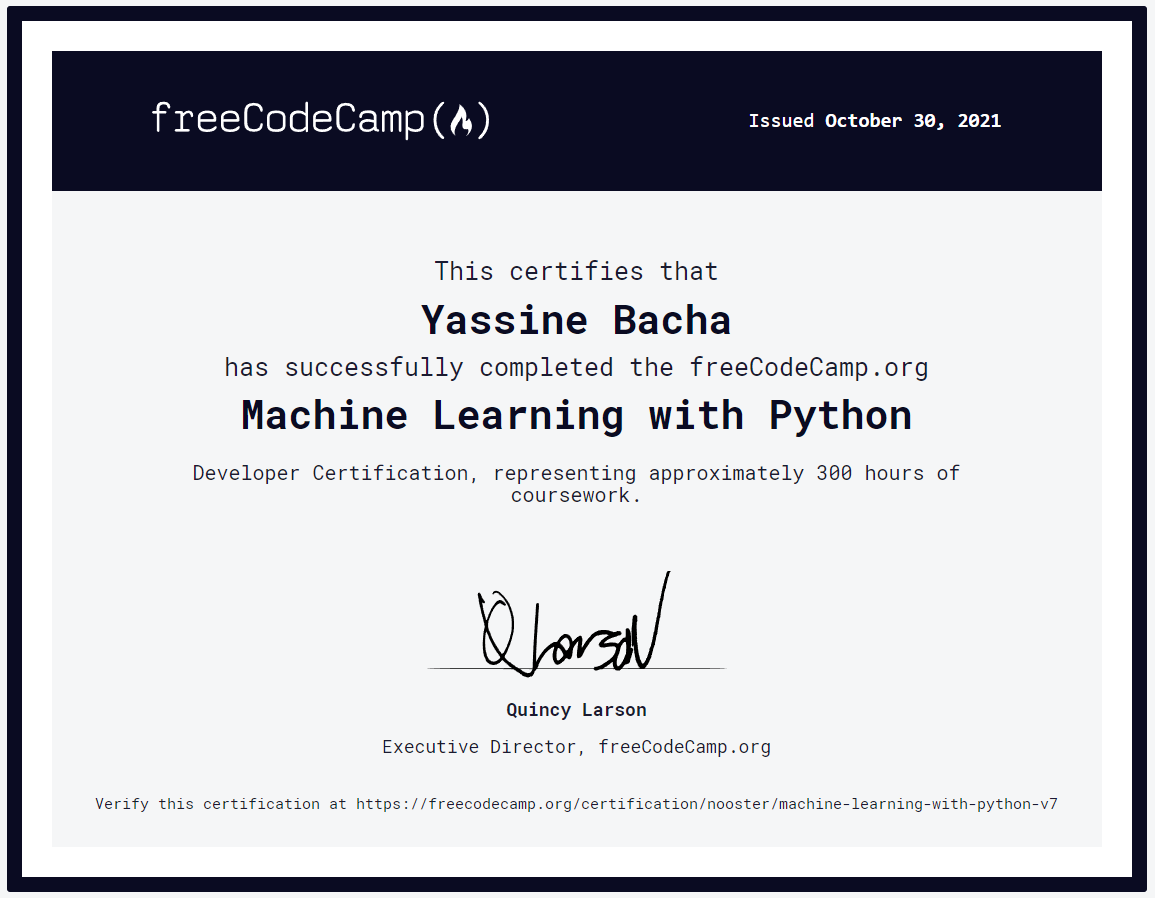 freeCodeCamp(🔥)
Issued October 30, 2021
This certifies that
Yassine Bacha
has successfully completed the freeCodeCamp.org
Machine Learning with Python
Developer Certification, representing approximately 300 hours of
coursework.
Q Larson
Quincy Larson
Executive Director, freeCodeCamp.org
Verify this certification at https://freecodecamp.org/certification/nooster/machine-learning-with-python-v7